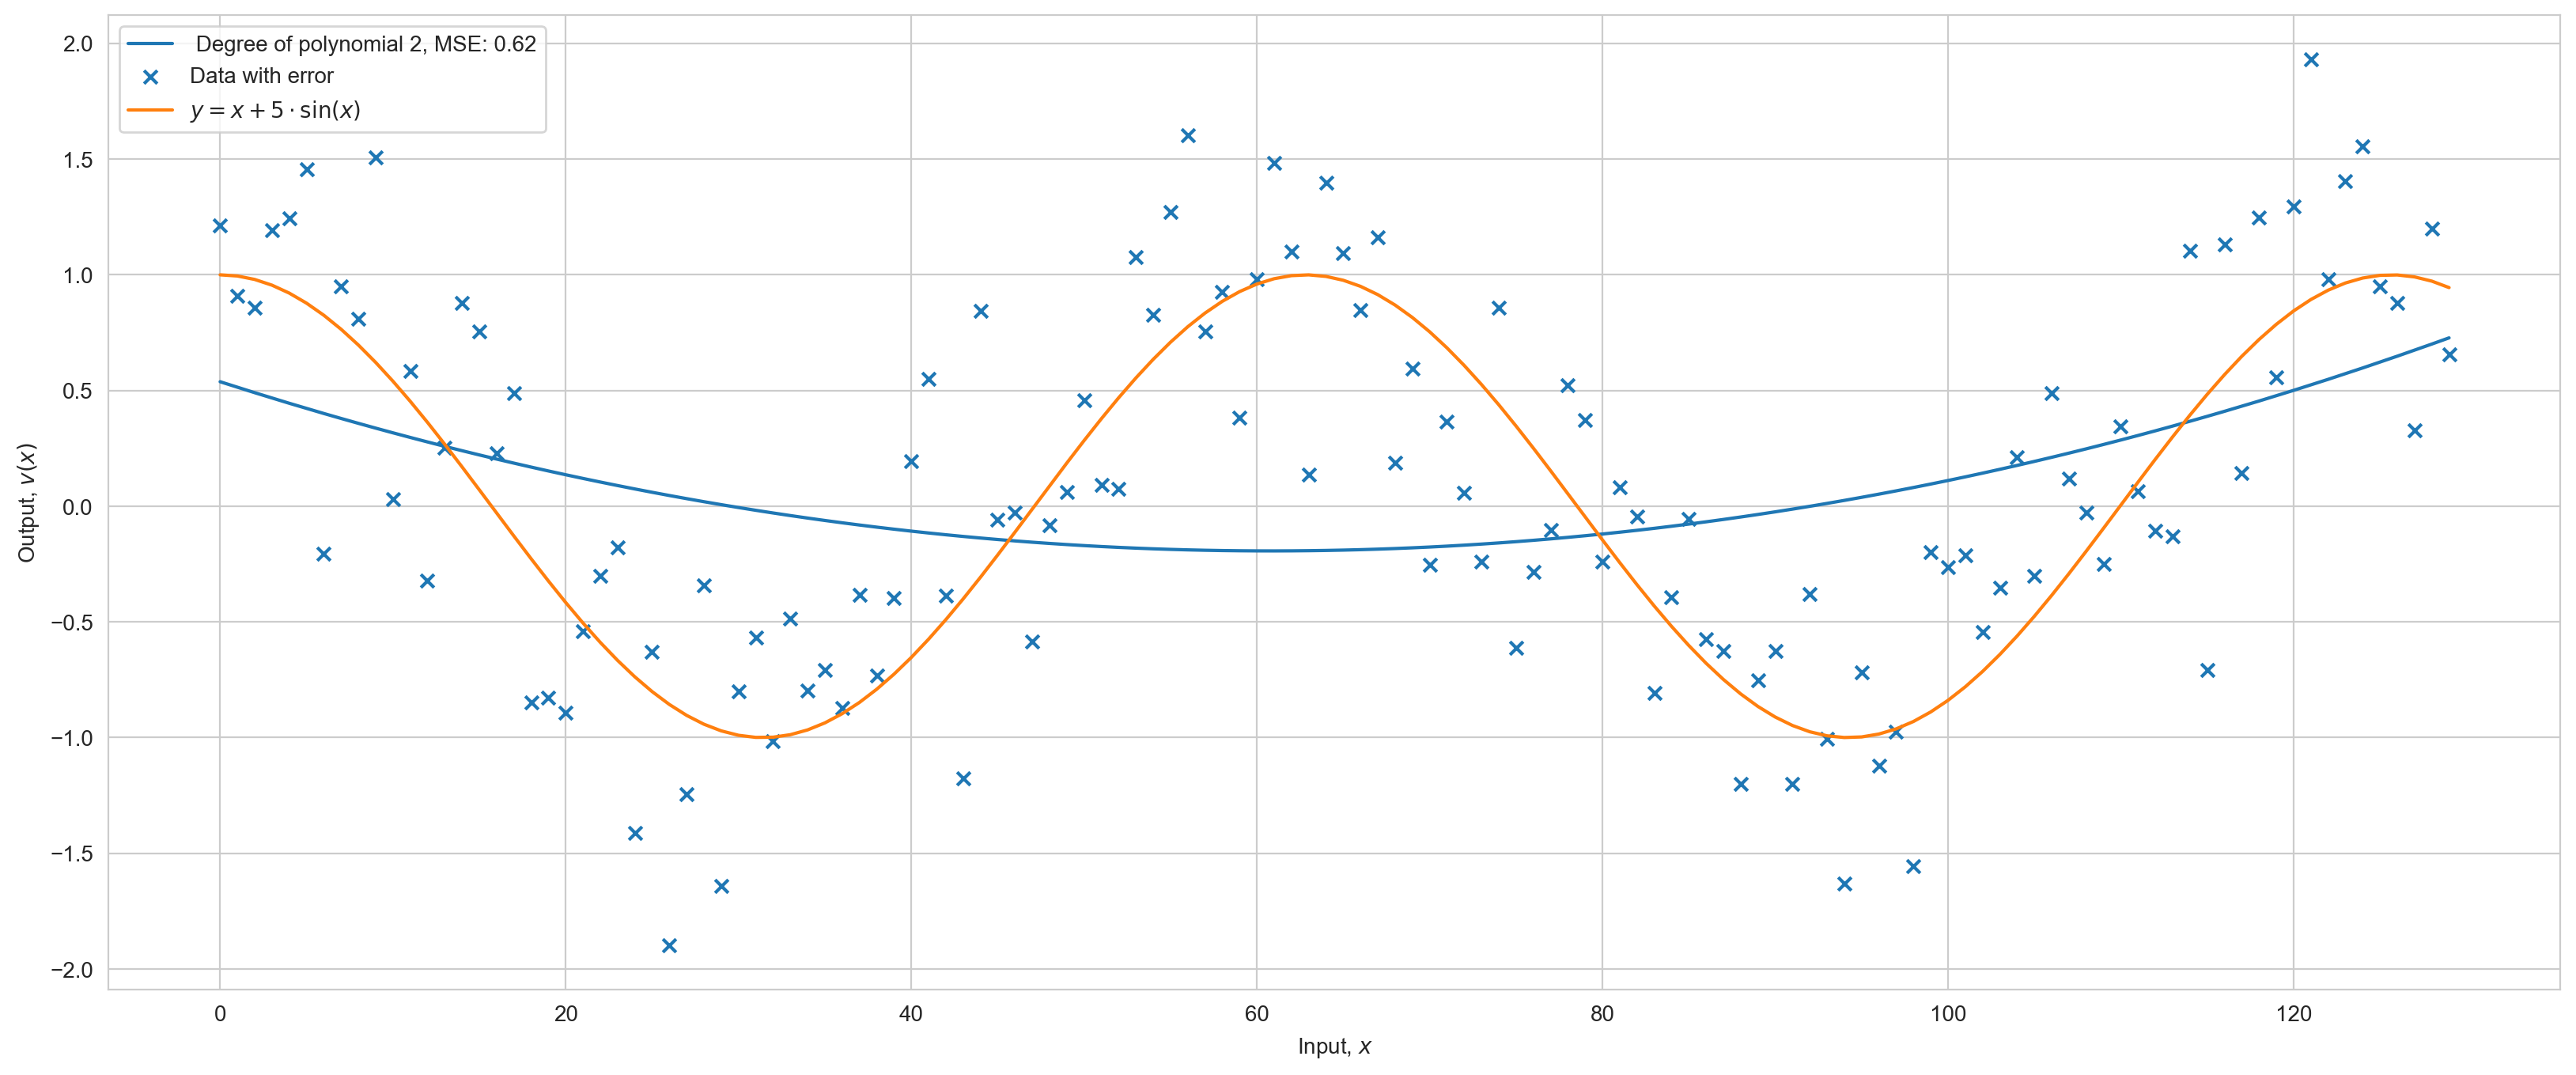 Degree of polynomial 2, MSE: 0.62
Data with error
y = x + 5 · sin(x)
2.0
1.5
1.0
0.5
0.0
−0.5
−1.0
−1.5
−2.0
Output, v(x)
0 20 40 60 80 100 120
Input, x